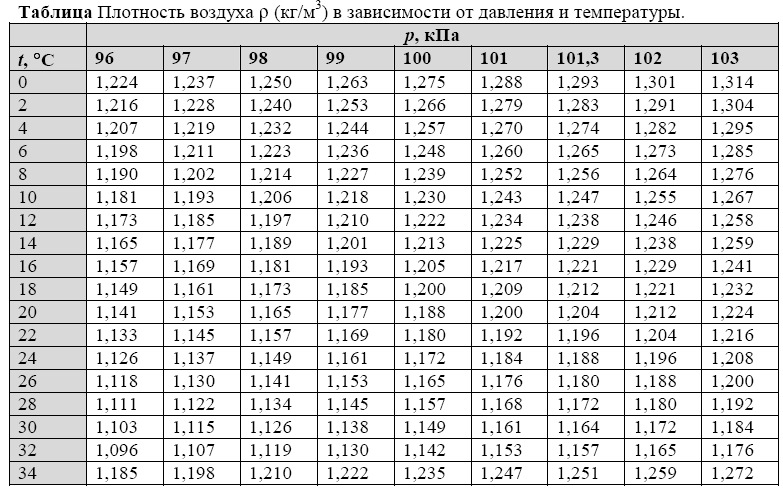 Таблица Плотность воздуха ρ (кг/м³) в зависимости от давления и температуры.
p, кПа
t, °С 96 97 98 99 100 101 101,3 102 103
0 1,224 1,237 1,250 1,263 1,275 1,288 1,293 1,301 1,314
2 1,216 1,228 1,240 1,253 1,266 1,279 1,283 1,291 1,304
4 1,207 1,219 1,232 1,244 1,257 1,270 1,274 1,282 1,295
6 1,198 1,211 1,223 1,236 1,248 1,260 1,265 1,273 1,285
8 1,190 1,202 1,214 1,227 1,239 1,252 1,256 1,264 1,276
10 1,181 1,193 1,206 1,218 1,230 1,243 1,247 1,255 1,267
12 1,173 1,185 1,197 1,210 1,222 1,234 1,238 1,246 1,258
14 1,165 1,177 1,189 1,201 1,213 1,225 1,229 1,238 1,259
16 1,157 1,169 1,181 1,193 1,205 1,217 1,221 1,229 1,241
18 1,149 1,161 1,173 1,185 1,200 1,209 1,212 1,221 1,232
20 1,141 1,153 1,165 1,177 1,188 1,200 1,204 1,212 1,224
22 1,133 1,145 1,157 1,169 1,180 1,192 1,196 1,204 1,216
24 1,126 1,137 1,149 1,161 1,172 1,184 1,188 1,196 1,208
26 1,118 1,130 1,141 1,153 1,165 1,176 1,180 1,188 1,200
28 1,111 1,122 1,134 1,145 1,157 1,168 1,172 1,180 1,192
30 1,103 1,115 1,126 1,138 1,149 1,161 1,164 1,172 1,184
32 1,096 1,107 1,119 1,130 1,142 1,153 1,157 1,165 1,176
34 1,185 1,198 1,210 1,222 1,235 1,247 1,251 1,259 1,272